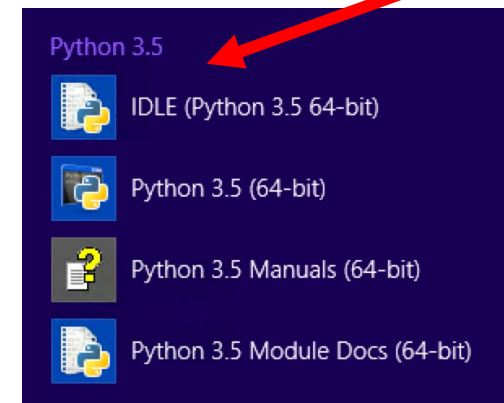 Python 3.5
IDLE (Python 3.5 64-bit)
Python 3.5 (64-bit)
Python 3.5 Manuals (64-bit)
Python 3.5 Module Docs (64-bit)